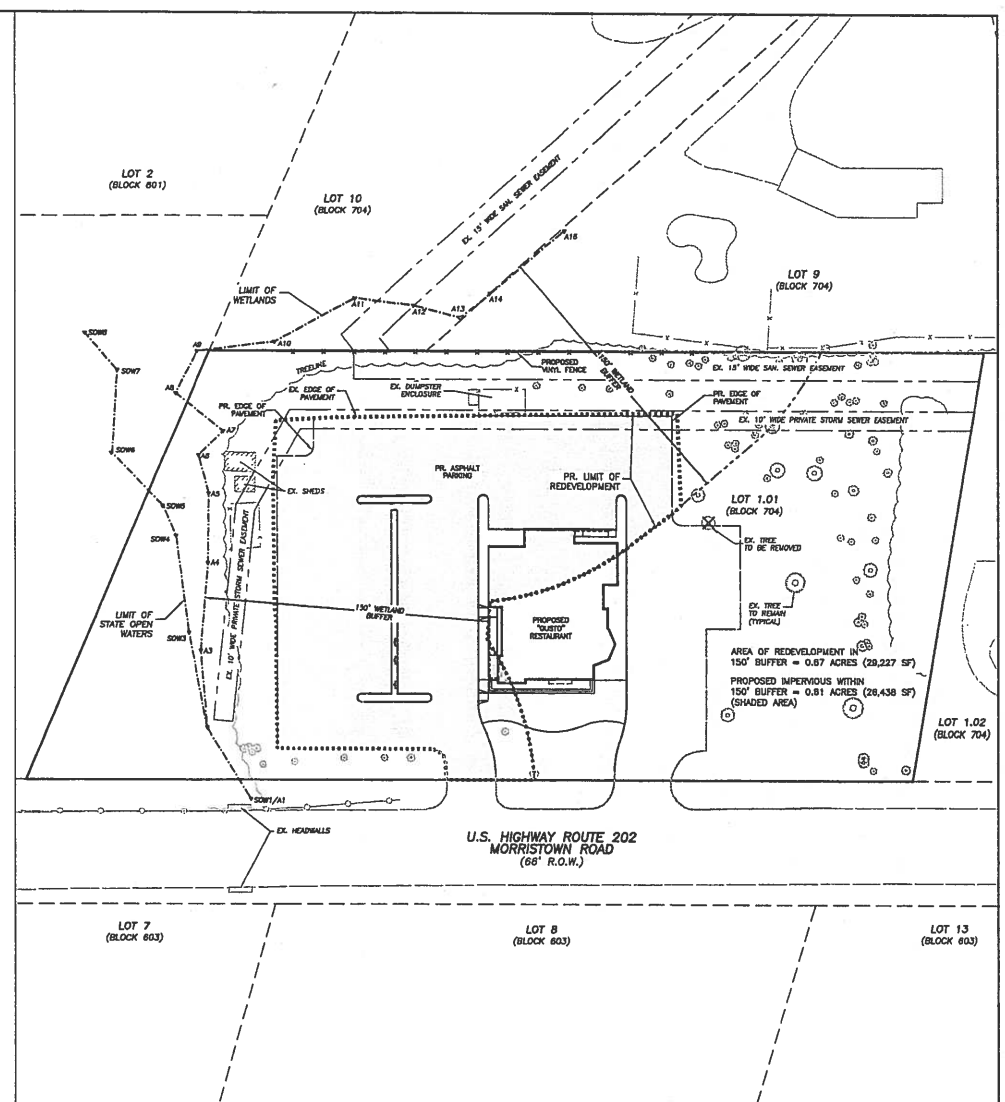 LOT 2
(BLOCK 601)
LOT 10
(BLOCK 704)
EX. 15' WIDE SAN. SEWER EASEMENT
A16
LOT 9
(BLOCK 704)
LIMIT OF
WETLANDS
A11
A12
A13
A14
SOW8
A9
A10
SOW7
TREELINE
PROPOSED
VINYL FENCE
150' WETLAND
BUFFER
EX. 15' WIDE SAN. SEWER EASEMENT
A8
EX. EDGE OF
PAVEMENT
EX. DUMPSTER
ENCLOSURE
PR. EDGE OF
PAVEMENT
PR. EDGE OF
PAVEMENT
EX. 10' WIDE PRIVATE STORM SEWER EASEMENT
A7
SOW6
A6
PR. ASPHALT
PARKING
PR. LIMIT OF
REDEVELOPMENT
EX. SHEDS
A5
LOT 1.01
(BLOCK 704)
SOW5
SOW4
EX. TREE
TO BE REMOVED
A4
EX. 10' WIDE PRIVATE STORM SEWER EASEMENT
LIMIT OF
STATE OPEN
WATERS
150' WETLAND
BUFFER
PROPOSED
"GUSTO"
RESTAURANT
EX. TREE
TO REMAIN
(TYPICAL)
SOW3
A3
AREA OF REDEVELOPMENT IN
150' BUFFER = 0.67 ACRES (29,227 SF)
PROPOSED IMPERVIOUS WITHIN
150' BUFFER = 0.61 ACRES (26,438 SF)
(SHADED AREA)
LOT 1.02
(BLOCK 704)
SOW1/A1
EX. HEADWALLS
U.S. HIGHWAY ROUTE 202
MORRISTOWN ROAD
(66' R.O.W.)
LOT 7
(BLOCK 603)
LOT 8
(BLOCK 603)
LOT 13
(BLOCK 603)